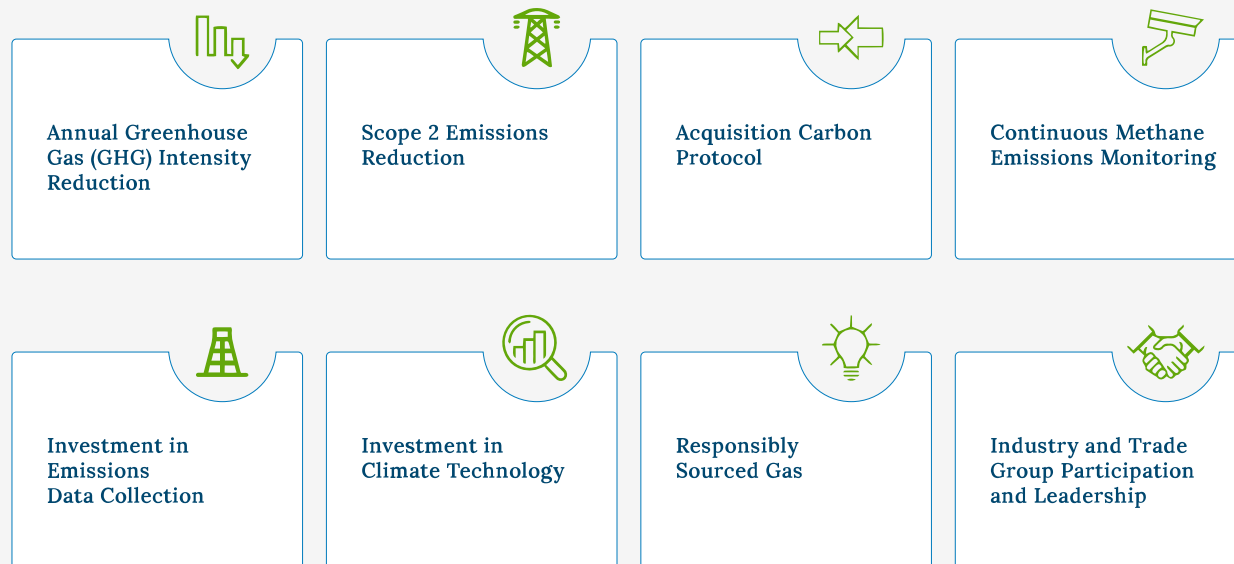 Annual Greenhouse
Gas (GHG) Intensity
Reduction
Scope 2 Emissions
Reduction
Acquisition Carbon
Protocol
Continuous Methane
Emissions Monitoring
Investment in
Emissions
Data Collection
Investment in
Climate Technology
Responsibly
Sourced Gas
Industry and Trade
Group Participation
and Leadership